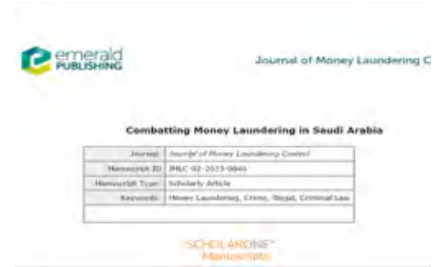 emerald
PUBLISHING
Journal of Money Laundering C
Combatting Money Laundering in Saudi Arabia
Journal: Journal of Money Laundering Control
Manuscript ID JMLC-02-2023-0046
Manuscript Type: Scholarly Article
Keywords: Money Laundering, Crime, Illegal, Criminal Law
SCHOLARONE™
Manuscripts